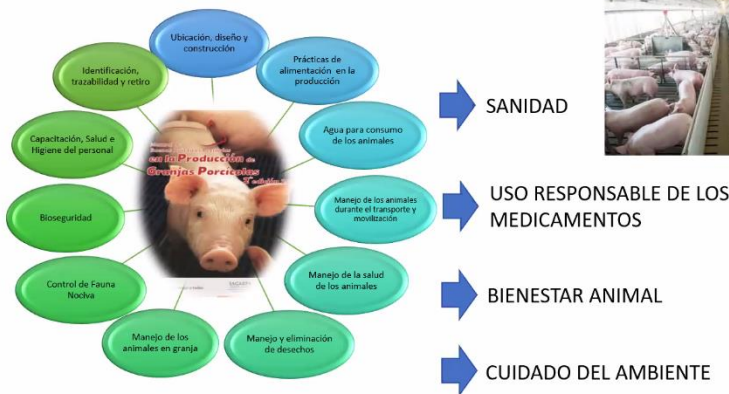 Ubicación, diseño y
construcción
Prácticas de
alimentación en la
producción
Agua para consumo
de los animales
Manejo de los animales
durante el transporte y
movilización
Manejo de la salud
de los animales
Manejo y eliminación
de desechos
Manejo de los
animales en granja
Control de Fauna
Nociva
Bioseguridad
Capacitación, Salud e
Higiene del personal
Identificación,
trazabilidad y retiro
en la Producción de
Granjas Porcícolas
SANIDAD
USO RESPONSABLE DE LOS
MEDICAMENTOS
BIENESTAR ANIMAL
CUIDADO DEL AMBIENTE